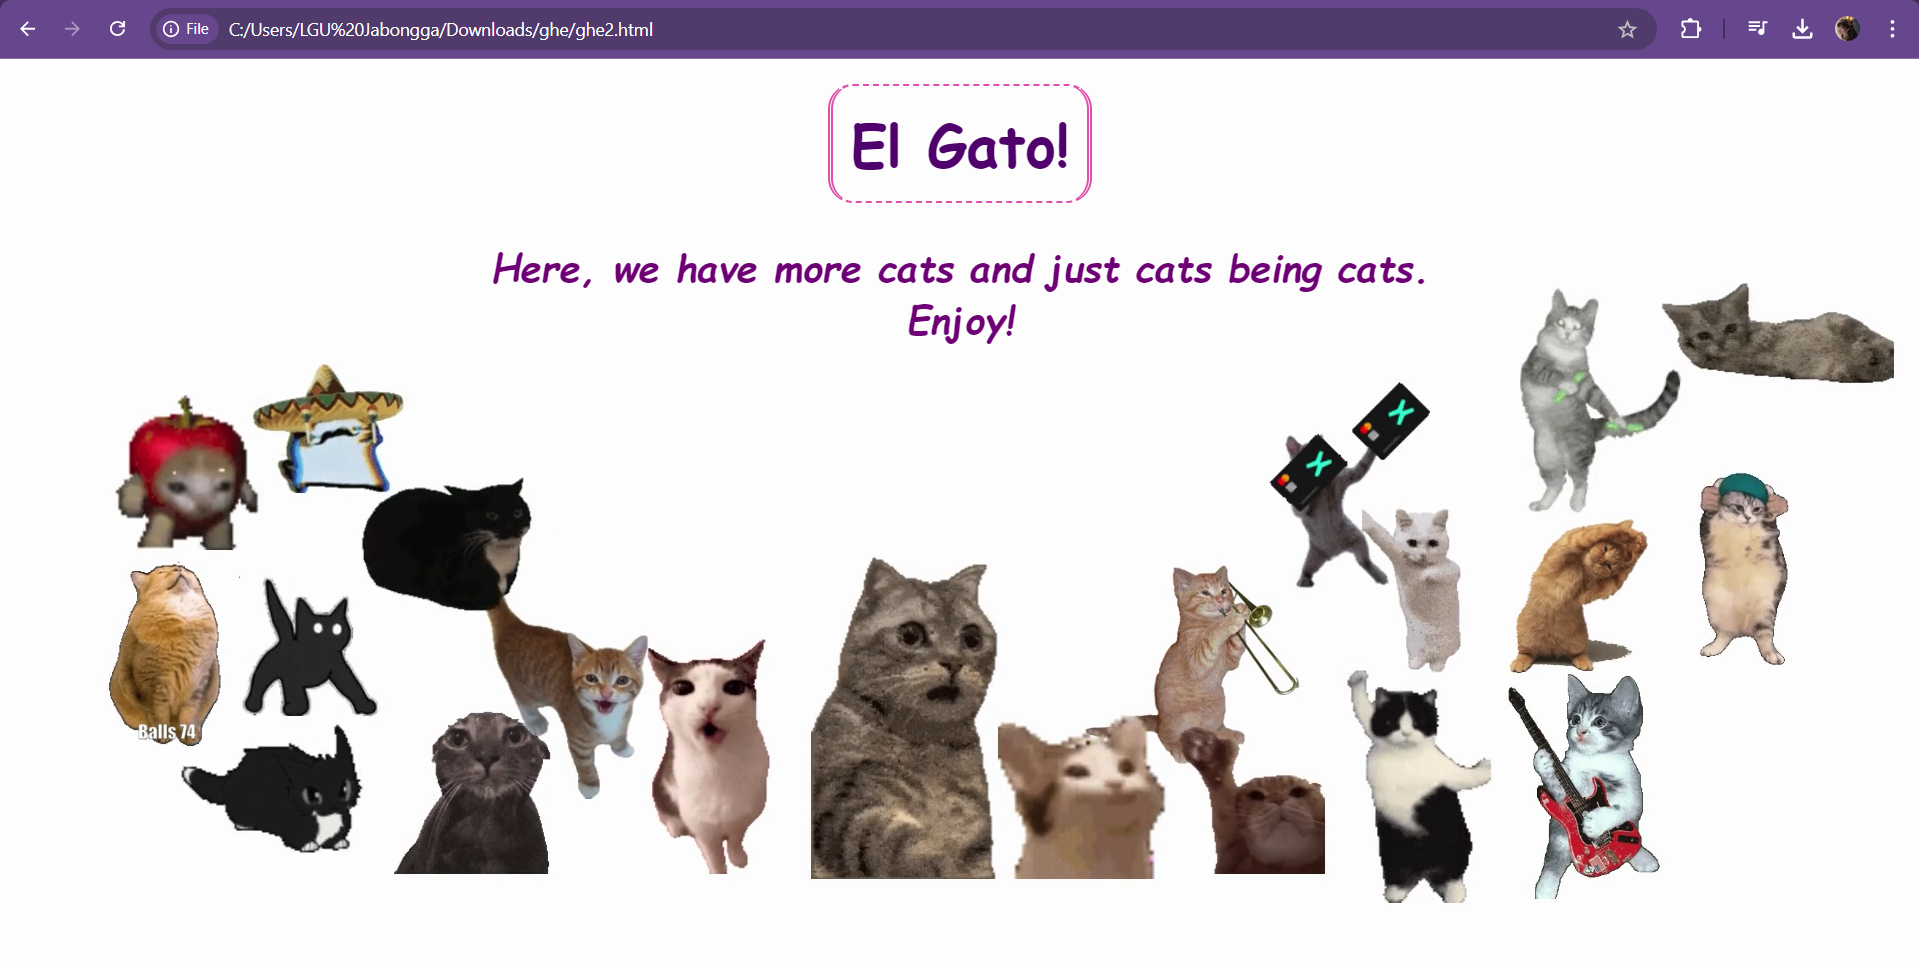 File C:/Users/LGU%20Jabongga/Downloads/ghe/ghe2.html
El Gato!
Here, we have more cats and just cats being cats.
Enjoy!
X
X
Balls 74